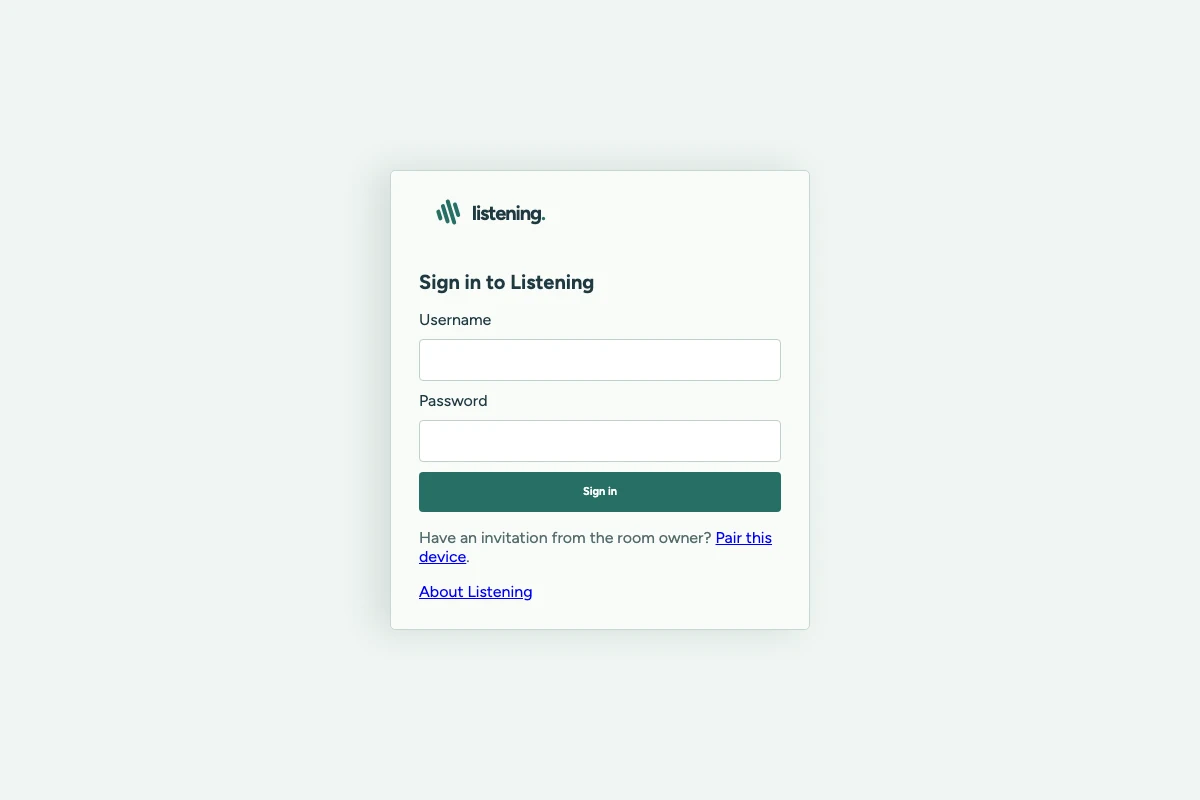 listening.
Sign in to Listening
Username
Password
Sign in
Have an invitation from the room owner? Pair this
device.
About Listening